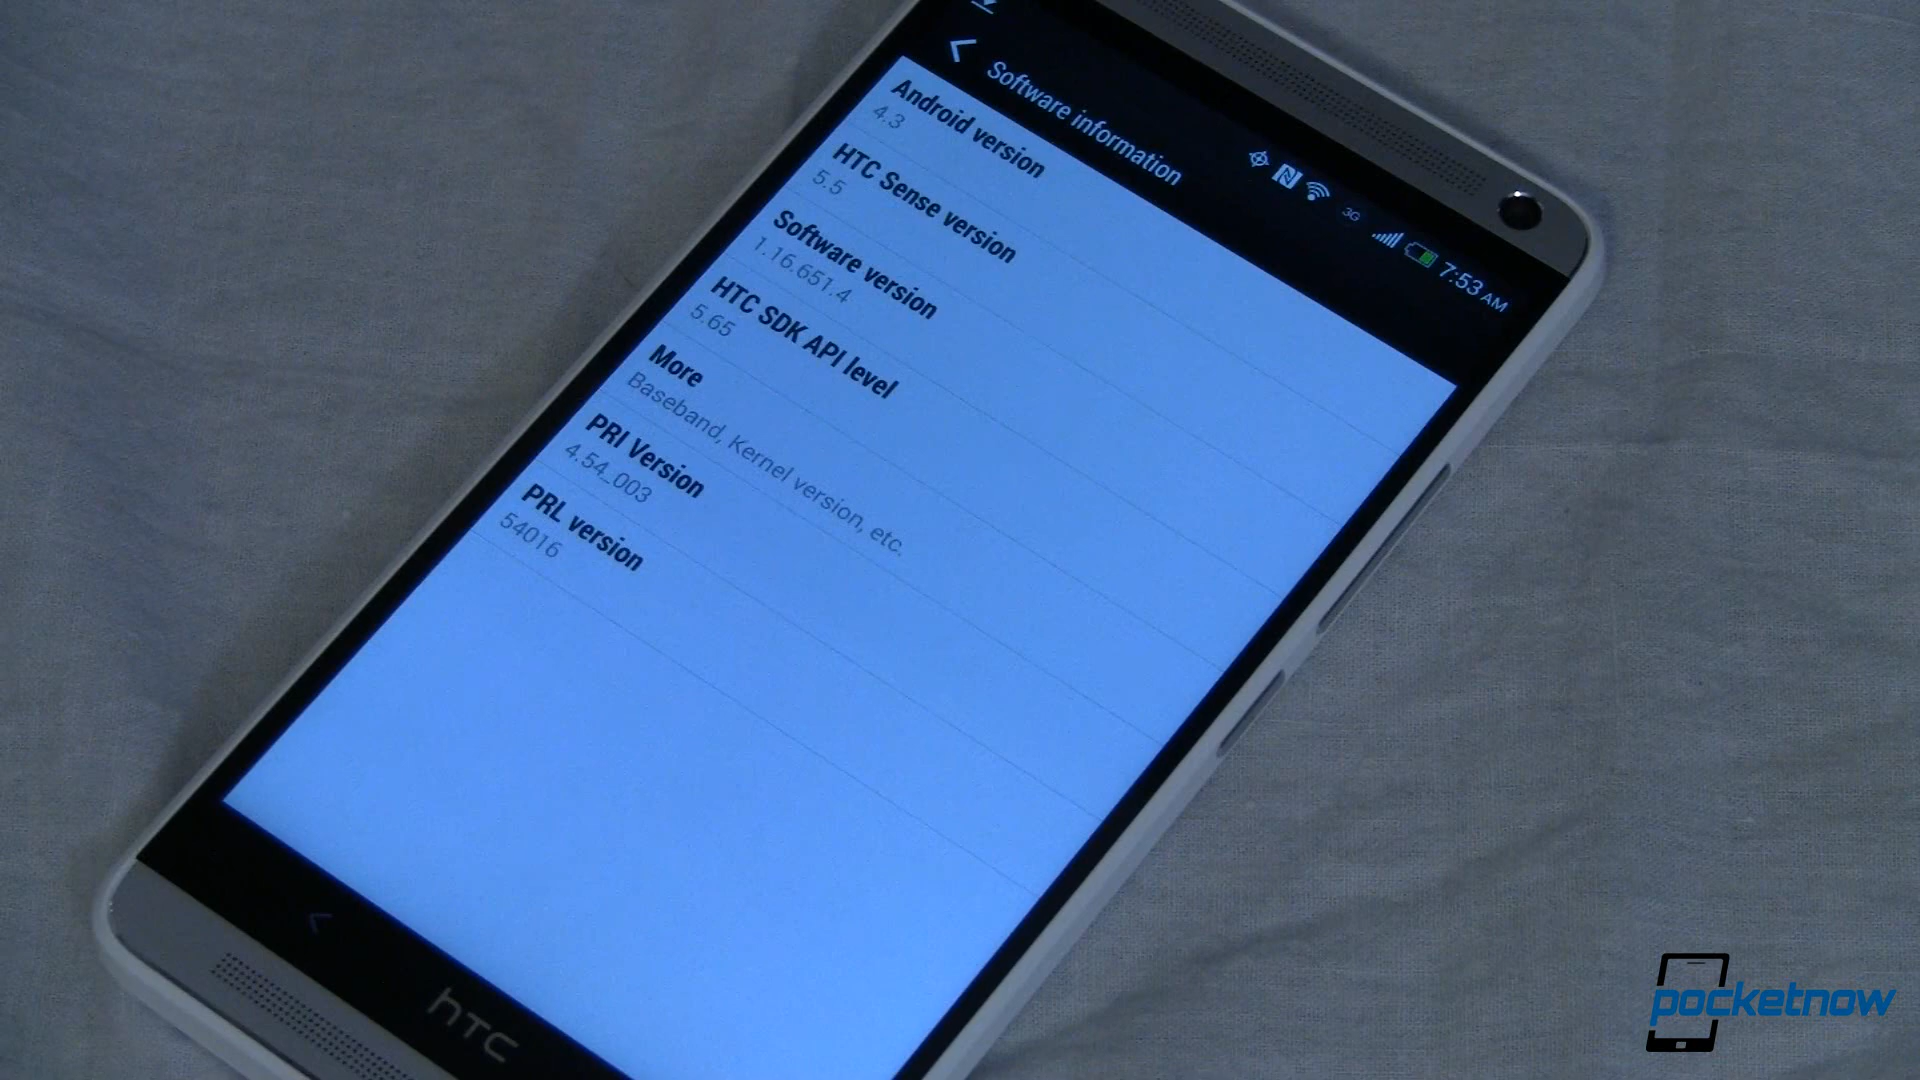 3G 7:53 AM
Software information
Android version
4.3
HTC Sense version
5.5
Software version
1.16.651.4
HTC SDK API level
5.65
More
Baseband, Kernel version, etc.
PRI Version
4.54_003
PRL version
54016
hTC
pocketnow